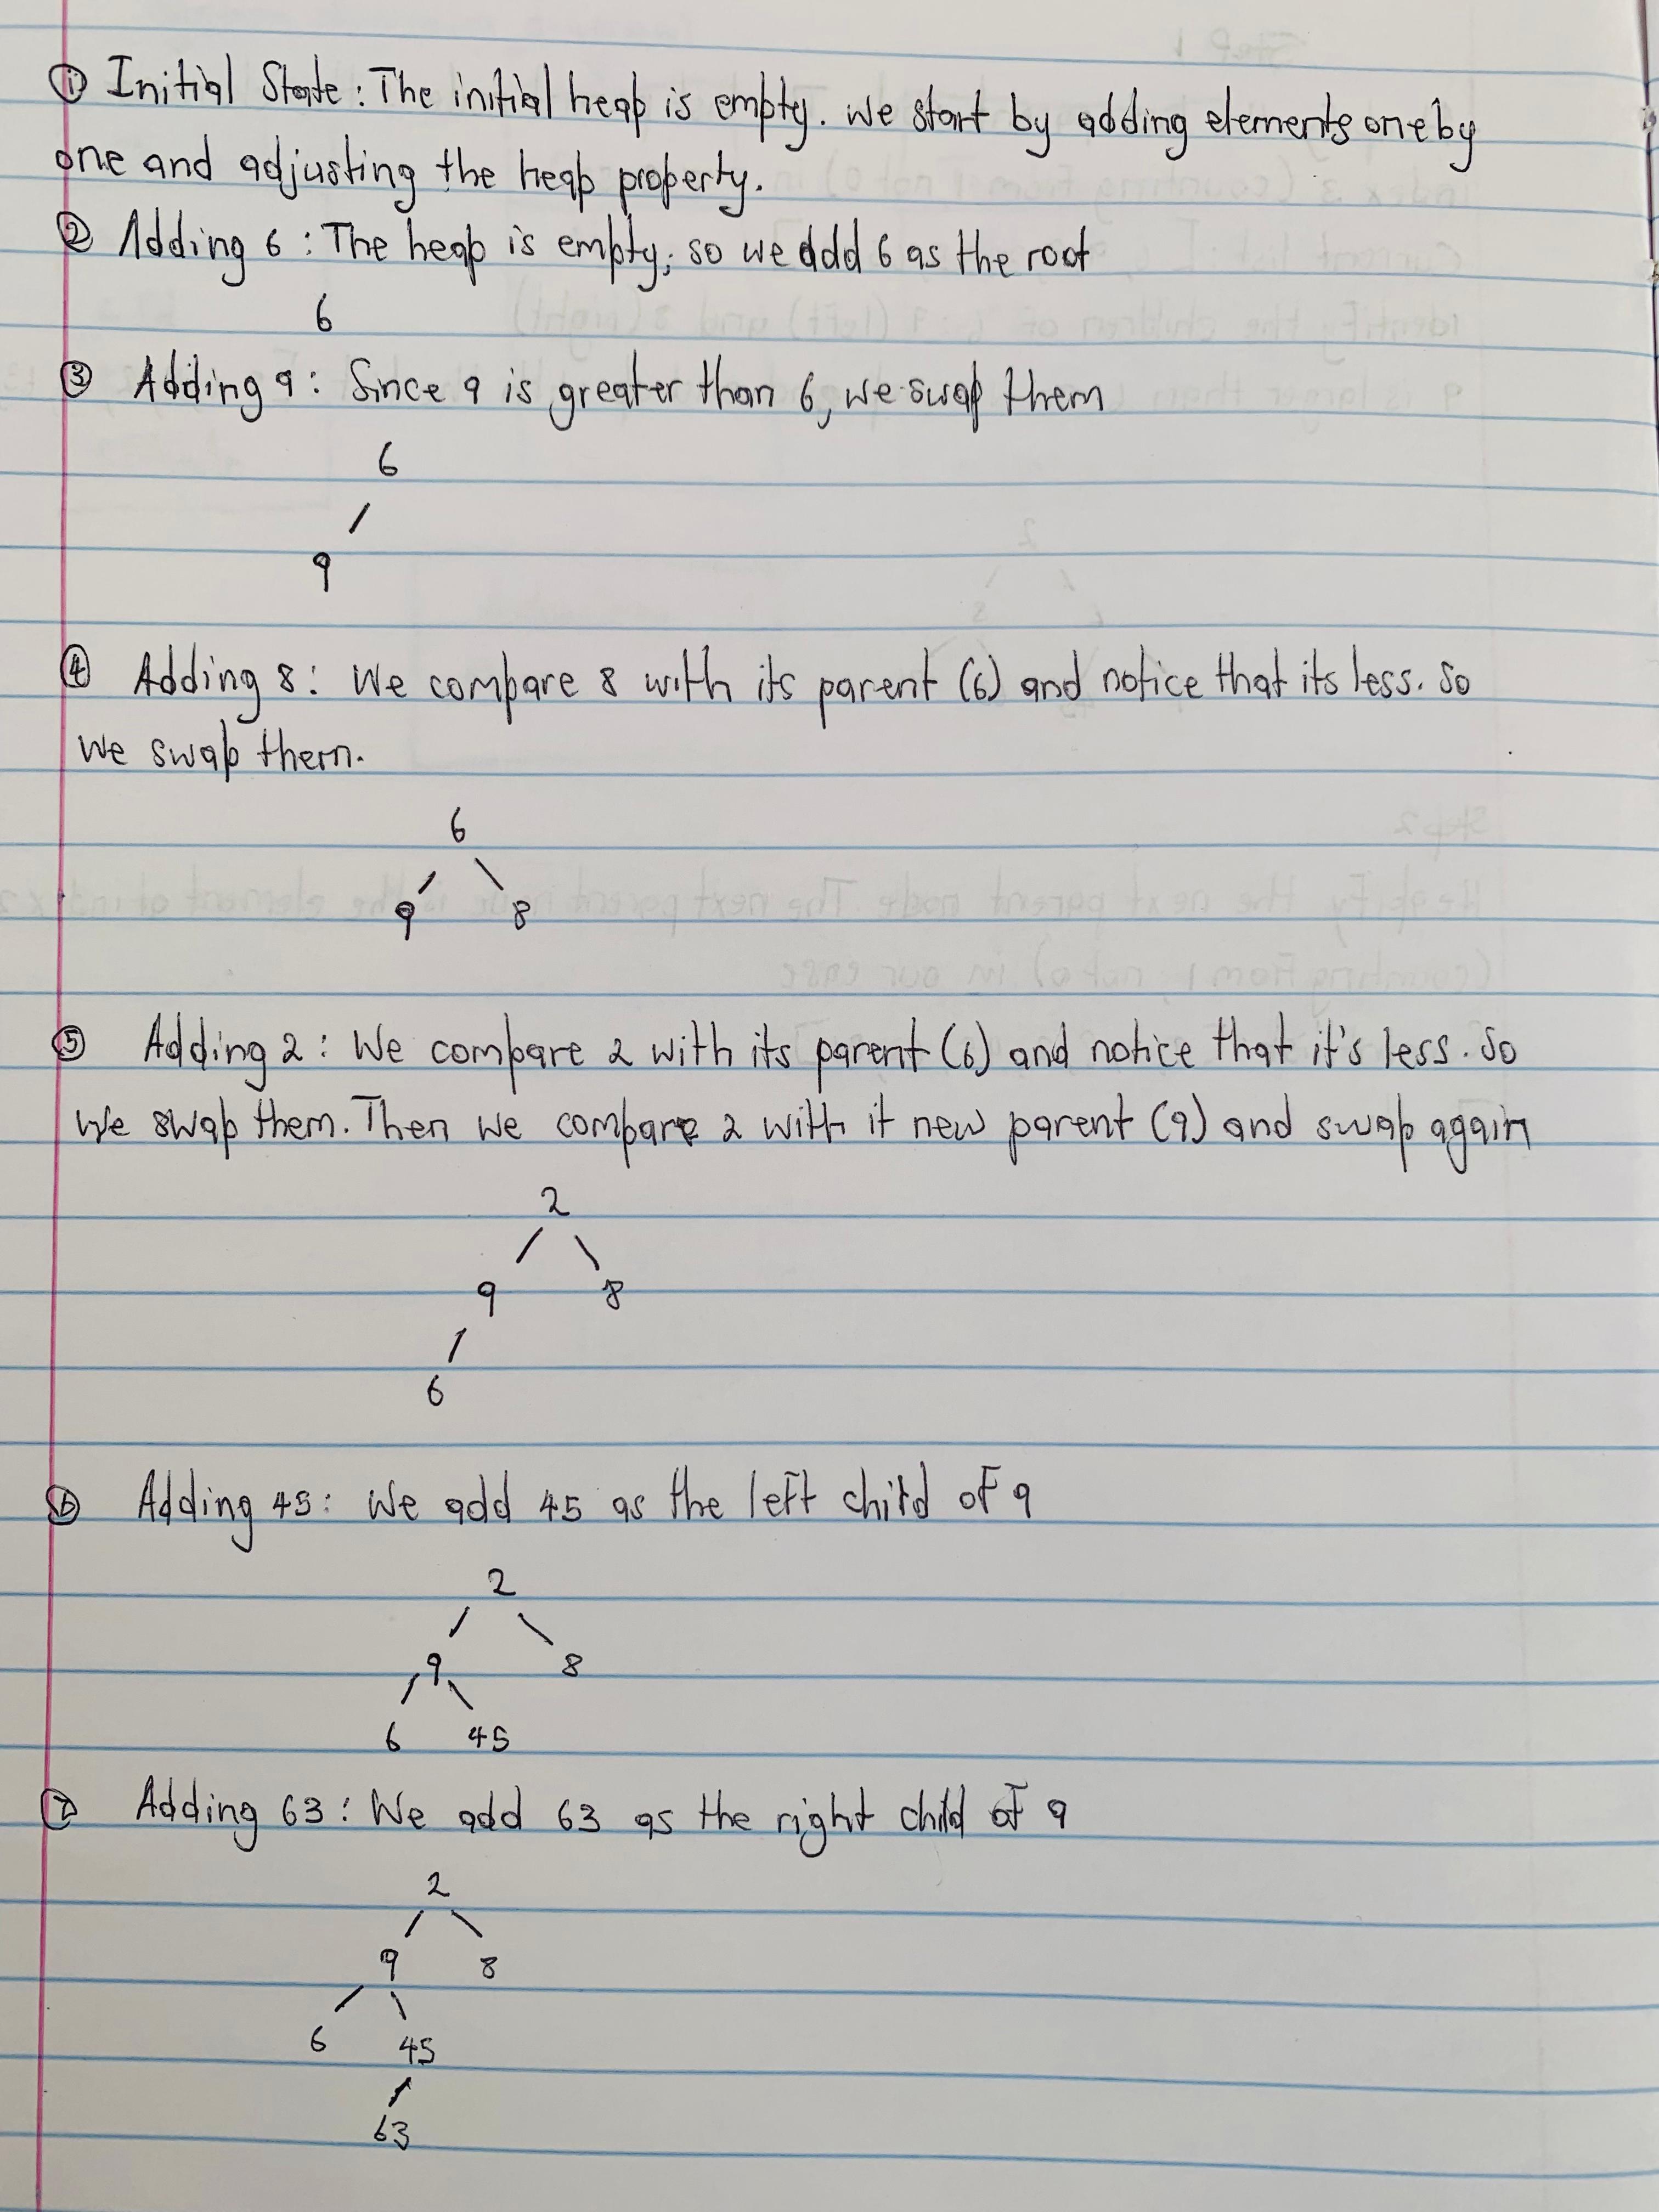 ① Initial State: The initial heap is empty. We start by adding elements one by
one and adjusting the heap property.
② Adding 6: The heap is empty, so we add 6 as the root
6
③ Adding 9: Since 9 is greater than 6, we swap them
6
9
④ Adding 8: We compare 8 with its parent (6) and notice that its less. So
we swap them.
6
9 8
⑤ Adding 2: We compare 2 with its parent (6) and notice that it's less. So
we swap them. Then we compare 2 with it new parent (9) and swap again
2
9 8
6
⑥ Adding 45: We add 45 as the left child of 9
2
9 8
6 45
⑦ Adding 63: We add 63 as the right child of 9
2
9 8
6 45
63